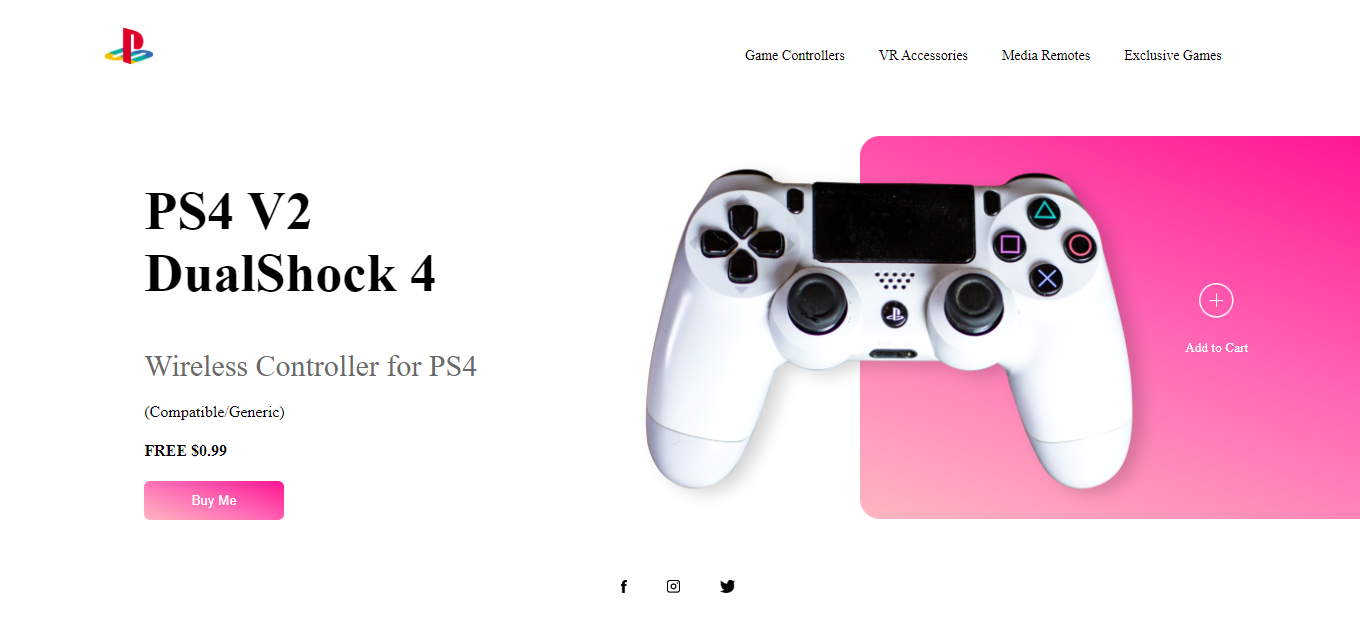 Game Controllers VR Accessories Media Remotes Exclusive Games
PS4 V2
DualShock 4
Wireless Controller for PS4
(Compatible/Generic)
FREE $0.99
Buy Me
Add to Cart